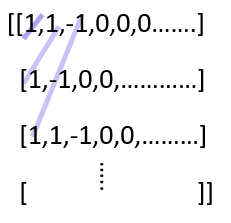 [[1,1,-1,0,0,0.......]
[1,-1,0,0,............]
[1,1,-1,0,0,.........]
[ ]]